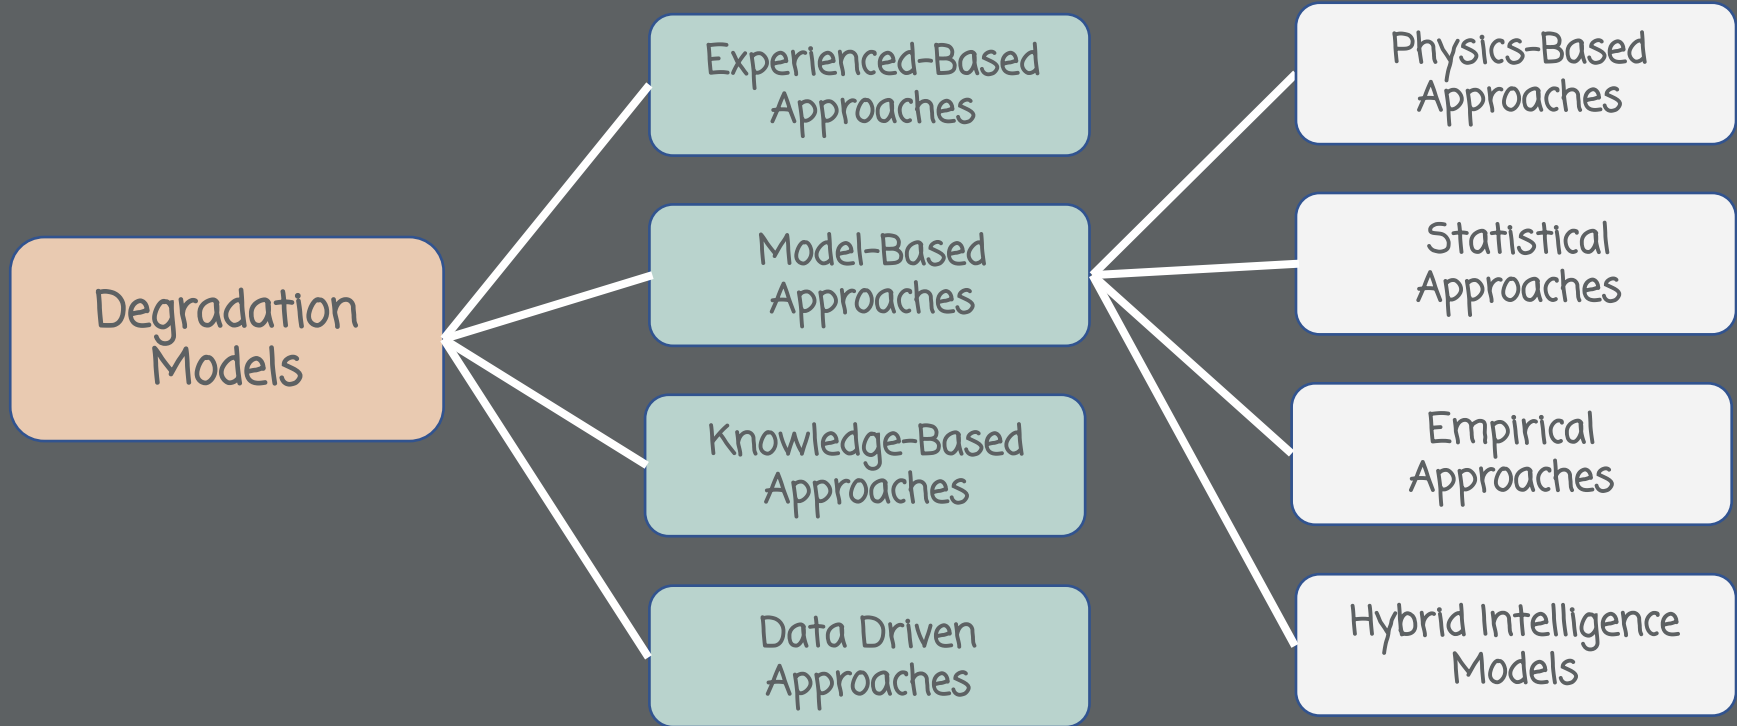 Degradation
Models
Experienced-Based
Approaches
Model-Based
Approaches
Knowledge-Based
Approaches
Data Driven
Approaches
Physics-Based
Approaches
Statistical
Approaches
Empirical
Approaches
Hybrid Intelligence
Models